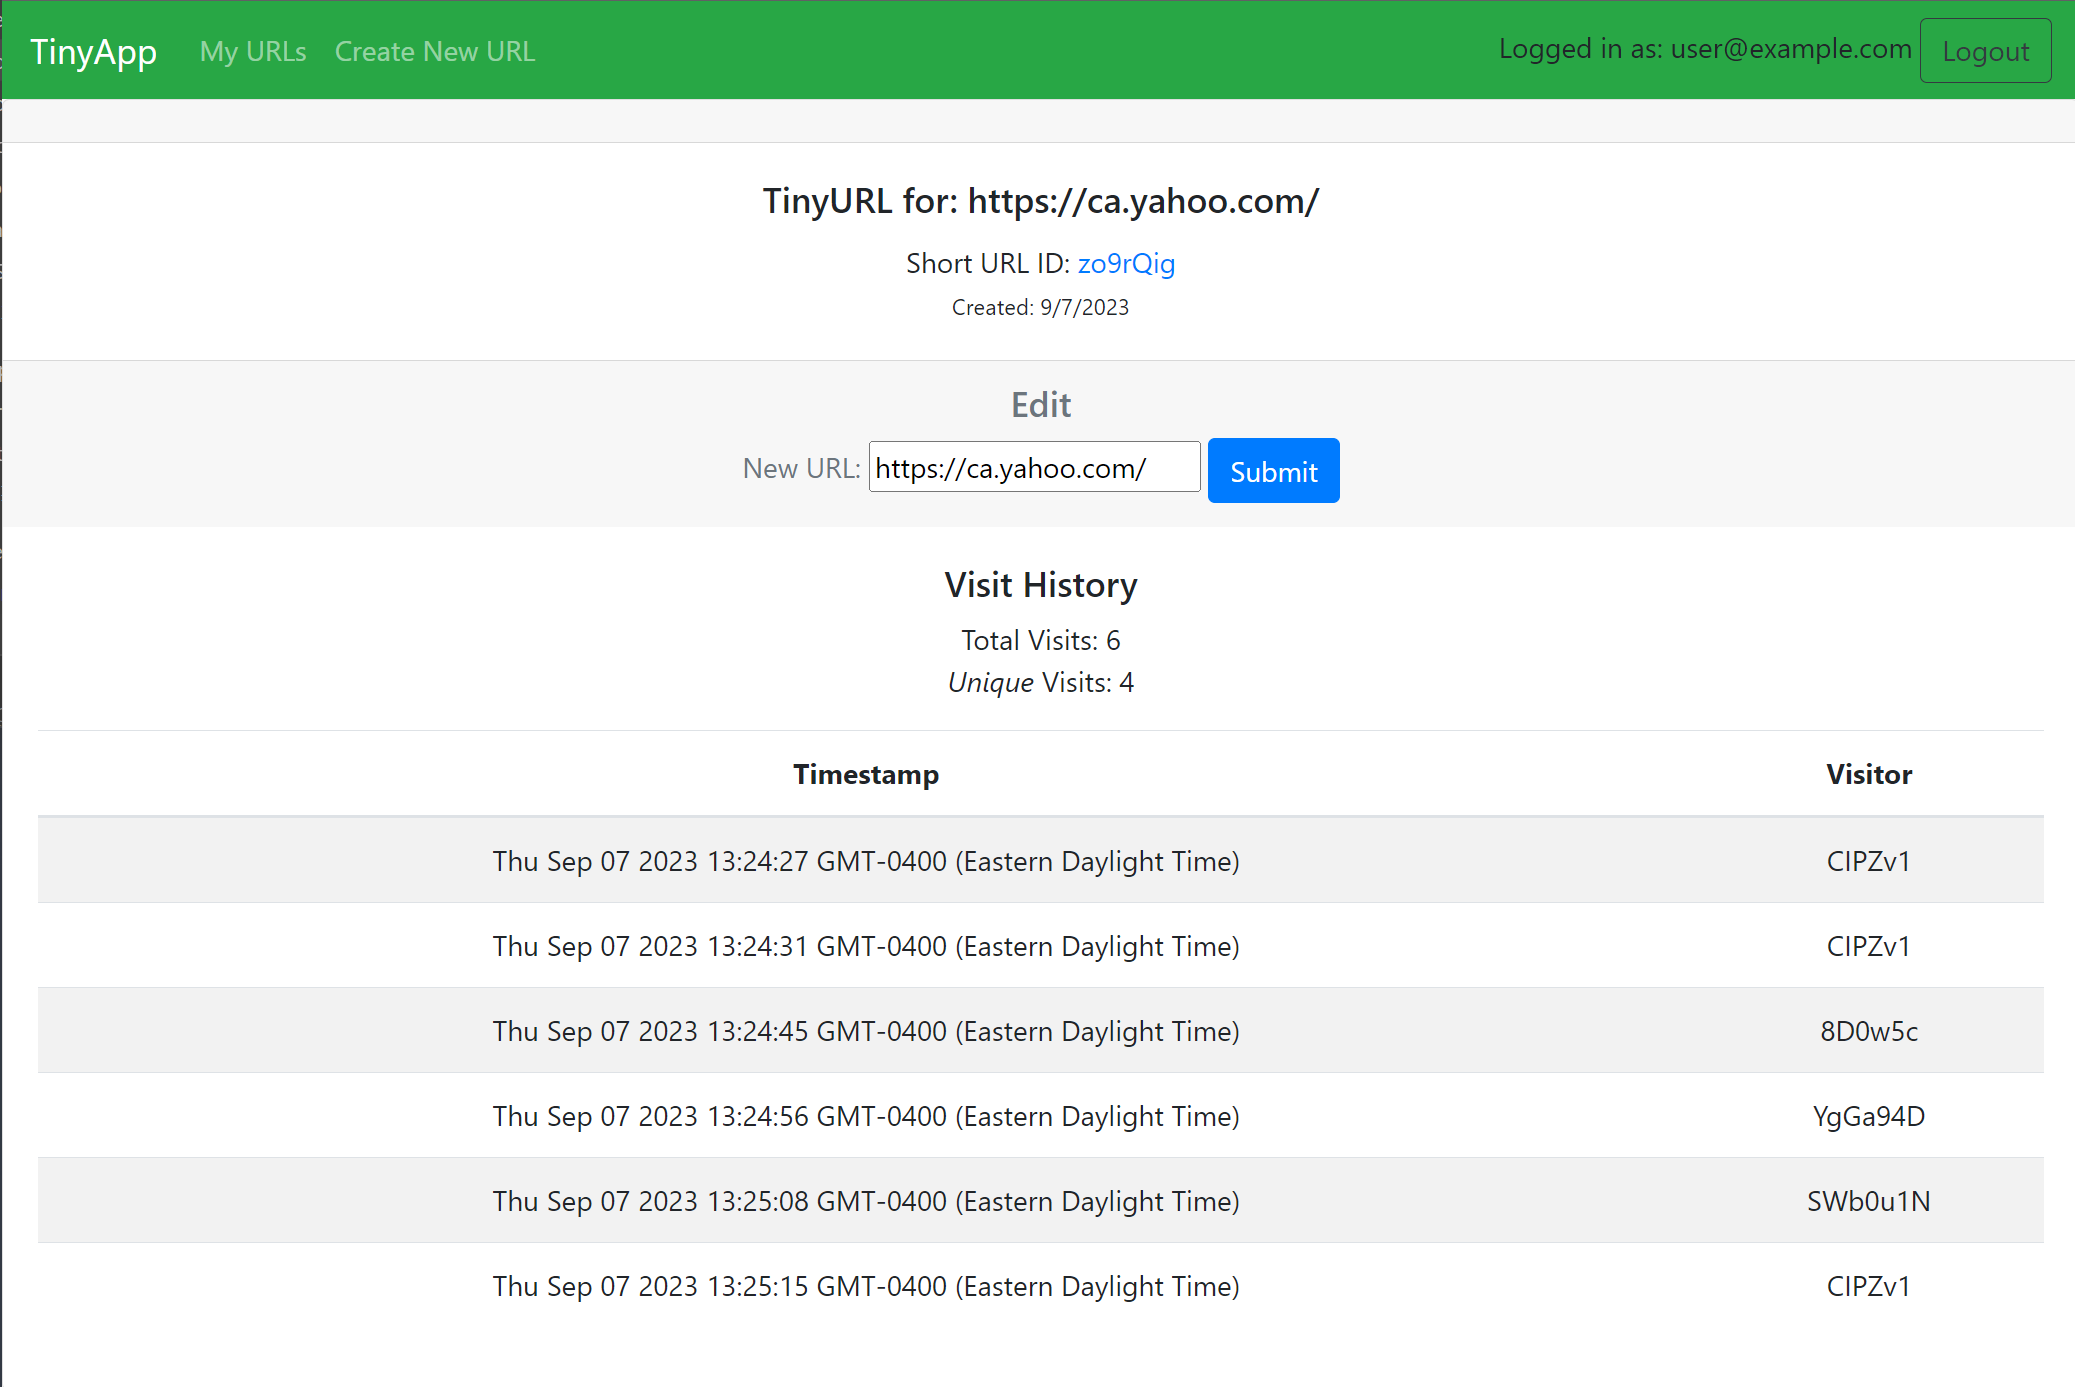 TinyApp My URLs Create New URL Logged in as: user@example.com Logout
TinyURL for: https://ca.yahoo.com/
Short URL ID: zo9rQig
Created: 9/7/2023
Edit
New URL: https://ca.yahoo.com/ Submit
Visit History
Total Visits: 6
Unique Visits: 4
Timestamp Visitor
Thu Sep 07 2023 13:24:27 GMT-0400 (Eastern Daylight Time) CIPZv1
Thu Sep 07 2023 13:24:31 GMT-0400 (Eastern Daylight Time) CIPZv1
Thu Sep 07 2023 13:24:45 GMT-0400 (Eastern Daylight Time) 8D0w5c
Thu Sep 07 2023 13:24:56 GMT-0400 (Eastern Daylight Time) YgGa94D
Thu Sep 07 2023 13:25:08 GMT-0400 (Eastern Daylight Time) SWb0u1N
Thu Sep 07 2023 13:25:15 GMT-0400 (Eastern Daylight Time) CIPZv1